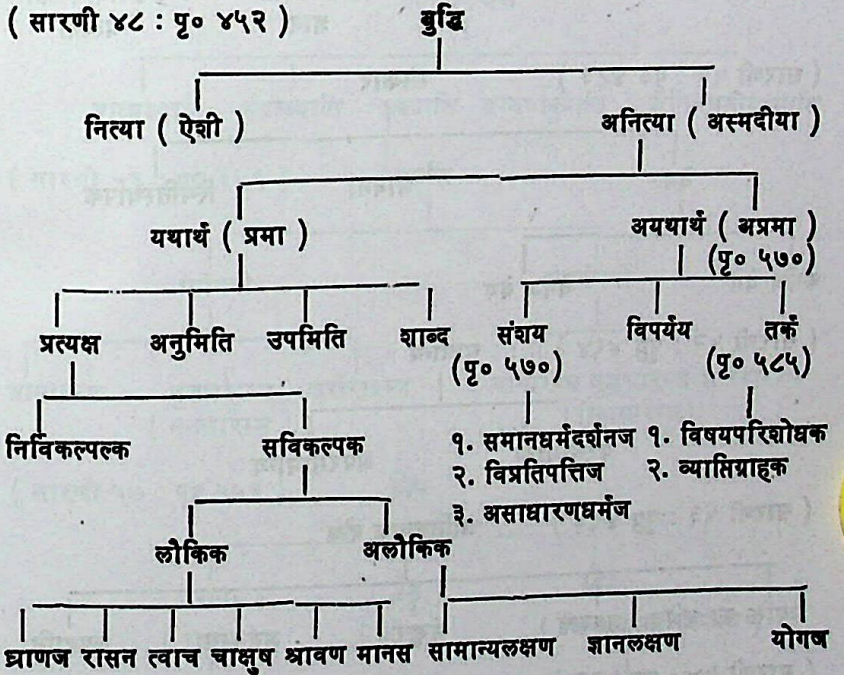 ( सारणी ४८ : पृ० ४५२ ) बुद्धि
नित्या ( ऐशी ) अनित्या ( अस्मदीया )
यथार्थ ( प्रमा ) अयथार्थ ( अप्रमा )
(पृ० ५७०)
प्रत्यक्ष अनुमिति उपमिति शाब्द संशय विपर्यय तर्क
(पृ० ५७०) (पृ० ५८५)
निर्विकल्पल्क सविकल्पक १. समानधर्मदर्शनज १. विषयपरिशोधक
२. विप्रतिपत्तिज २. व्याप्तिग्राहक
३. असाधारणधर्मज
लौकिक अलौकिक
घ्राणज रासन त्वाच चाक्षुष श्रावण मानस सामान्यलक्षण ज्ञानलक्षण योगज